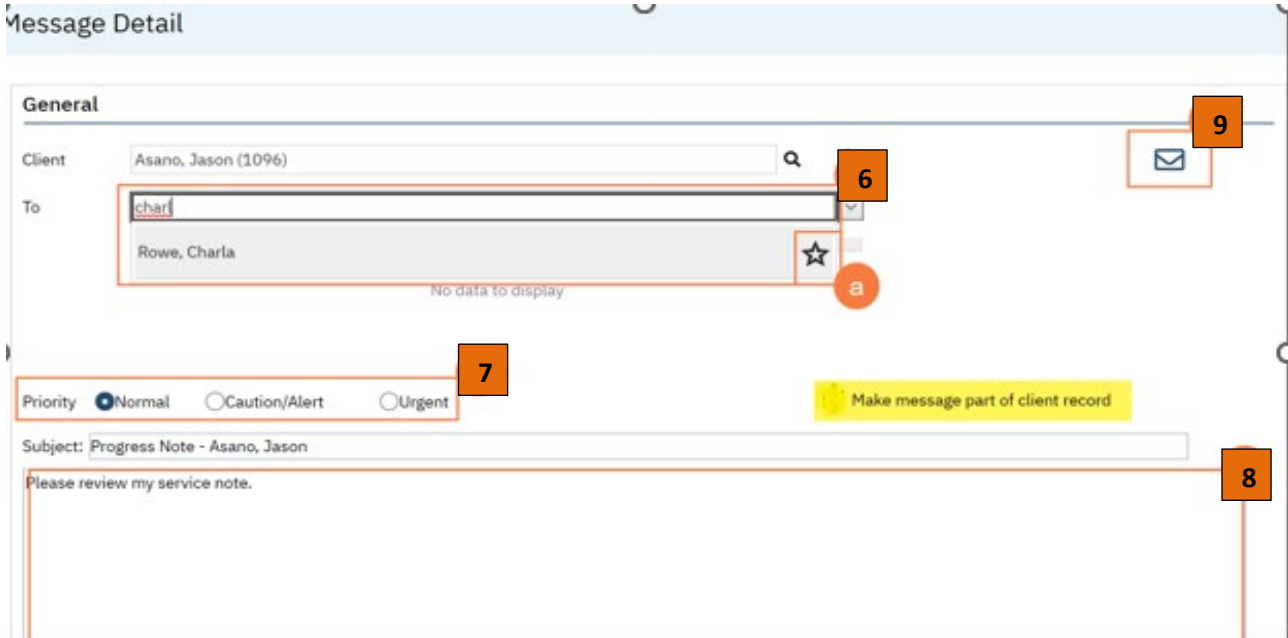 Message Detail
General
9
Client Asano, Jason (1096)
6
To charl
Rowe, Charla
a
No data to display
7
Priority Normal Caution/Alert Urgent Make message part of client record
Subject: Progress Note - Asano, Jason
8
Please review my service note.